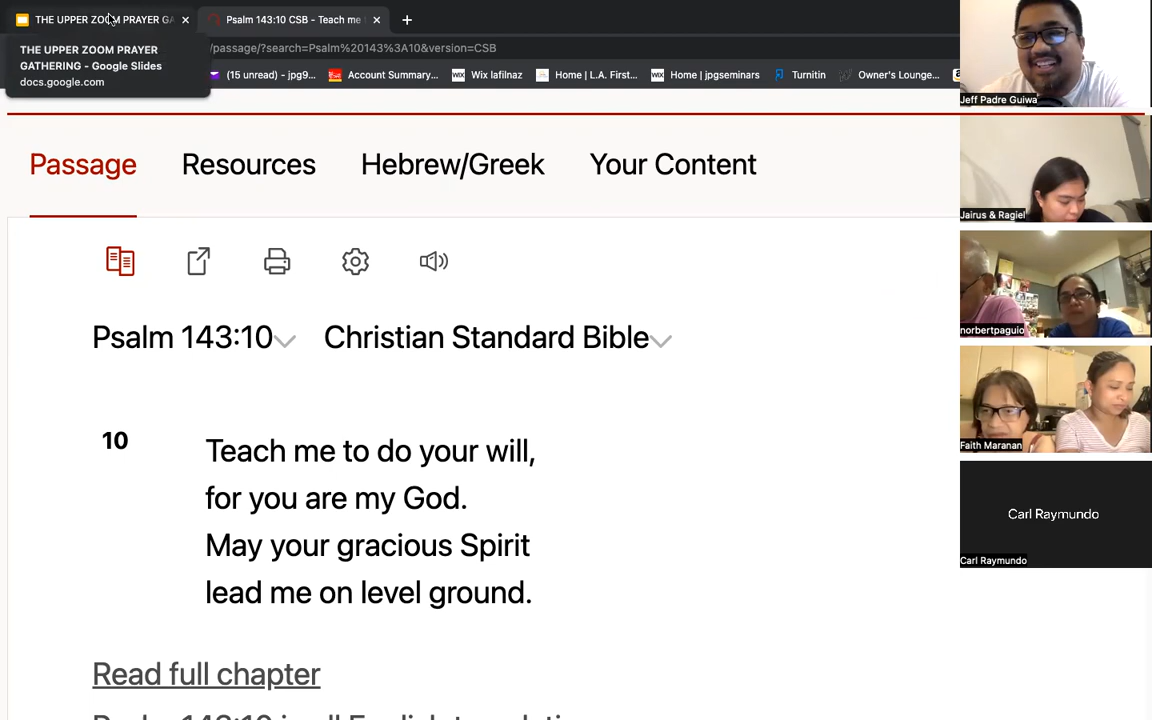 THE UPPER ZOOM PRAYER GA
Psalm 143:10 CSB - Teach me
THE UPPER ZOOM PRAYER
GATHERING - Google Slides
docs.google.com
/passage/?search=Psalm%20143%3A10&version=CSB
(15 unread) - jpg9...
Account Summary...
Wix lafilnaz
Home | L.A. First...
Home | jpgseminars
Turnitin
Owner's Lounge...
Passage
Resources
Hebrew/Greek
Your Content
Psalm 143:10
Christian Standard Bible
10
Teach me to do your will,
for you are my God.
May your gracious Spirit
lead me on level ground.
Read full chapter
Jeff Padre Guiwa
Jairus & Ragiel
norbertpaguio
Faith Maranan
Carl Raymundo
Carl Raymundo